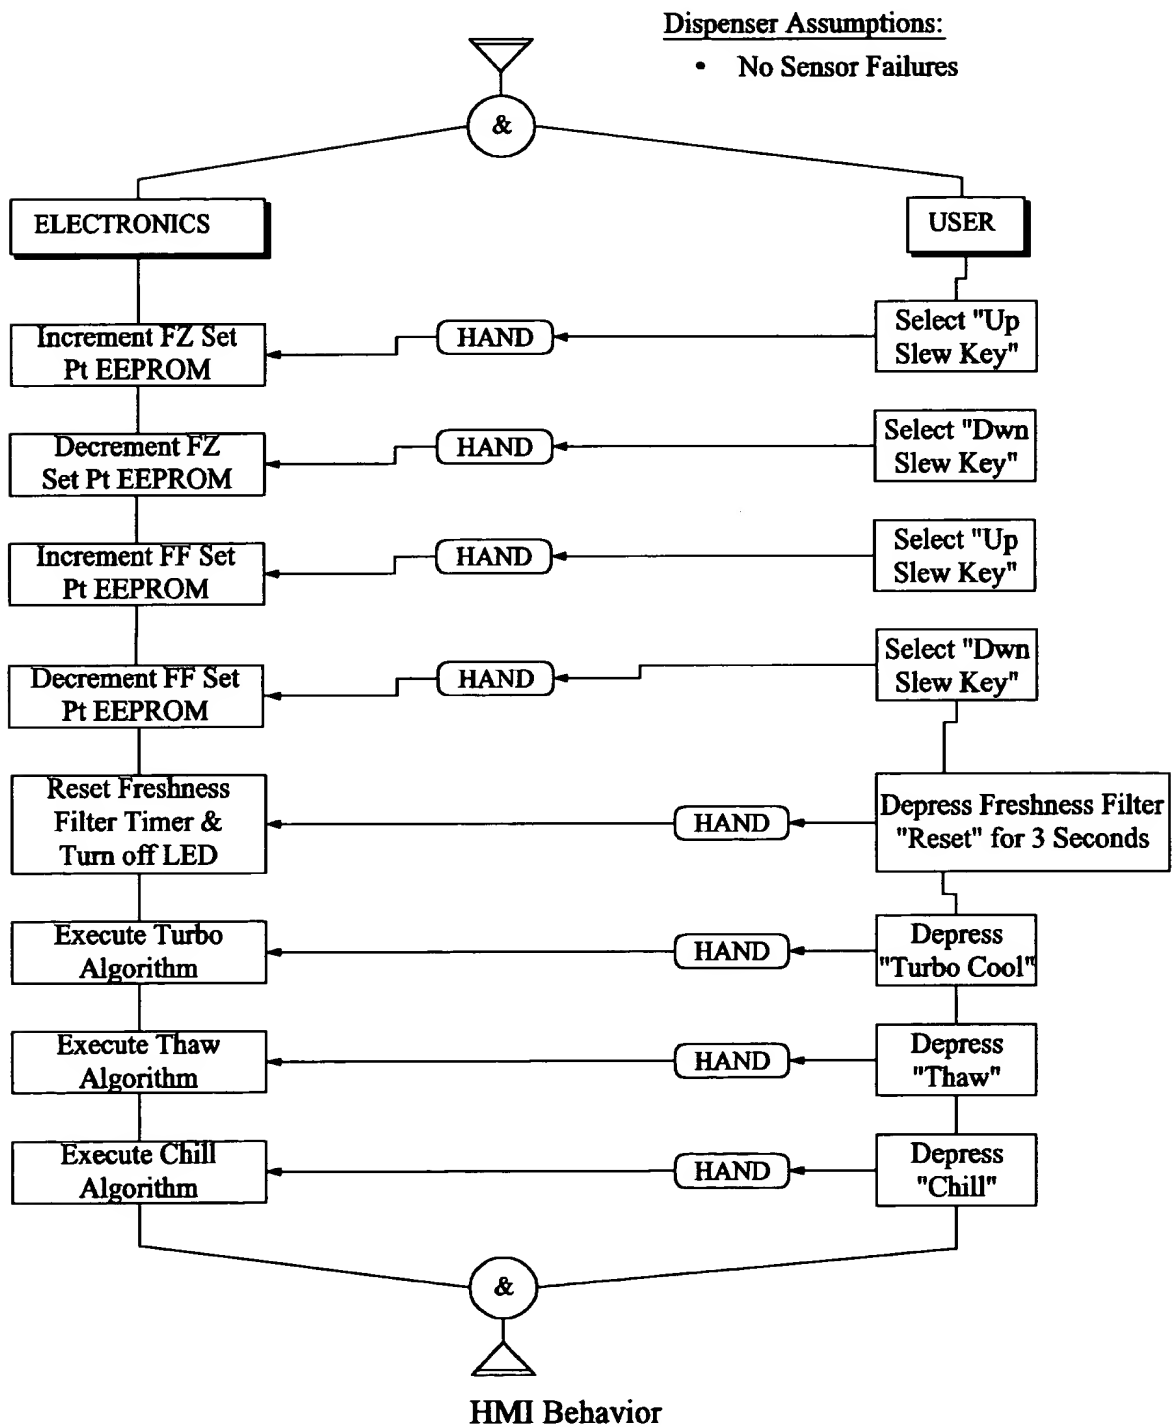 Dispenser Assumptions:
• No Sensor Failures
&
ELECTRONICS
USER
Increment FZ Set
Pt EEPROM
HAND
Select "Up
Slew Key"
Decrement FZ
Set Pt EEPROM
HAND
Select "Dwn
Slew Key"
Increment FF Set
Pt EEPROM
HAND
Select "Up
Slew Key"
Decrement FF Set
Pt EEPROM
HAND
Select "Dwn
Slew Key"
Reset Freshness
Filter Timer &
Turn off LED
HAND
Depress Freshness Filter
"Reset" for 3 Seconds
Execute Turbo
Algorithm
HAND
Depress
"Turbo Cool"
Execute Thaw
Algorithm
HAND
Depress
"Thaw"
Execute Chill
Algorithm
HAND
Depress
"Chill"
&
HMI Behavior